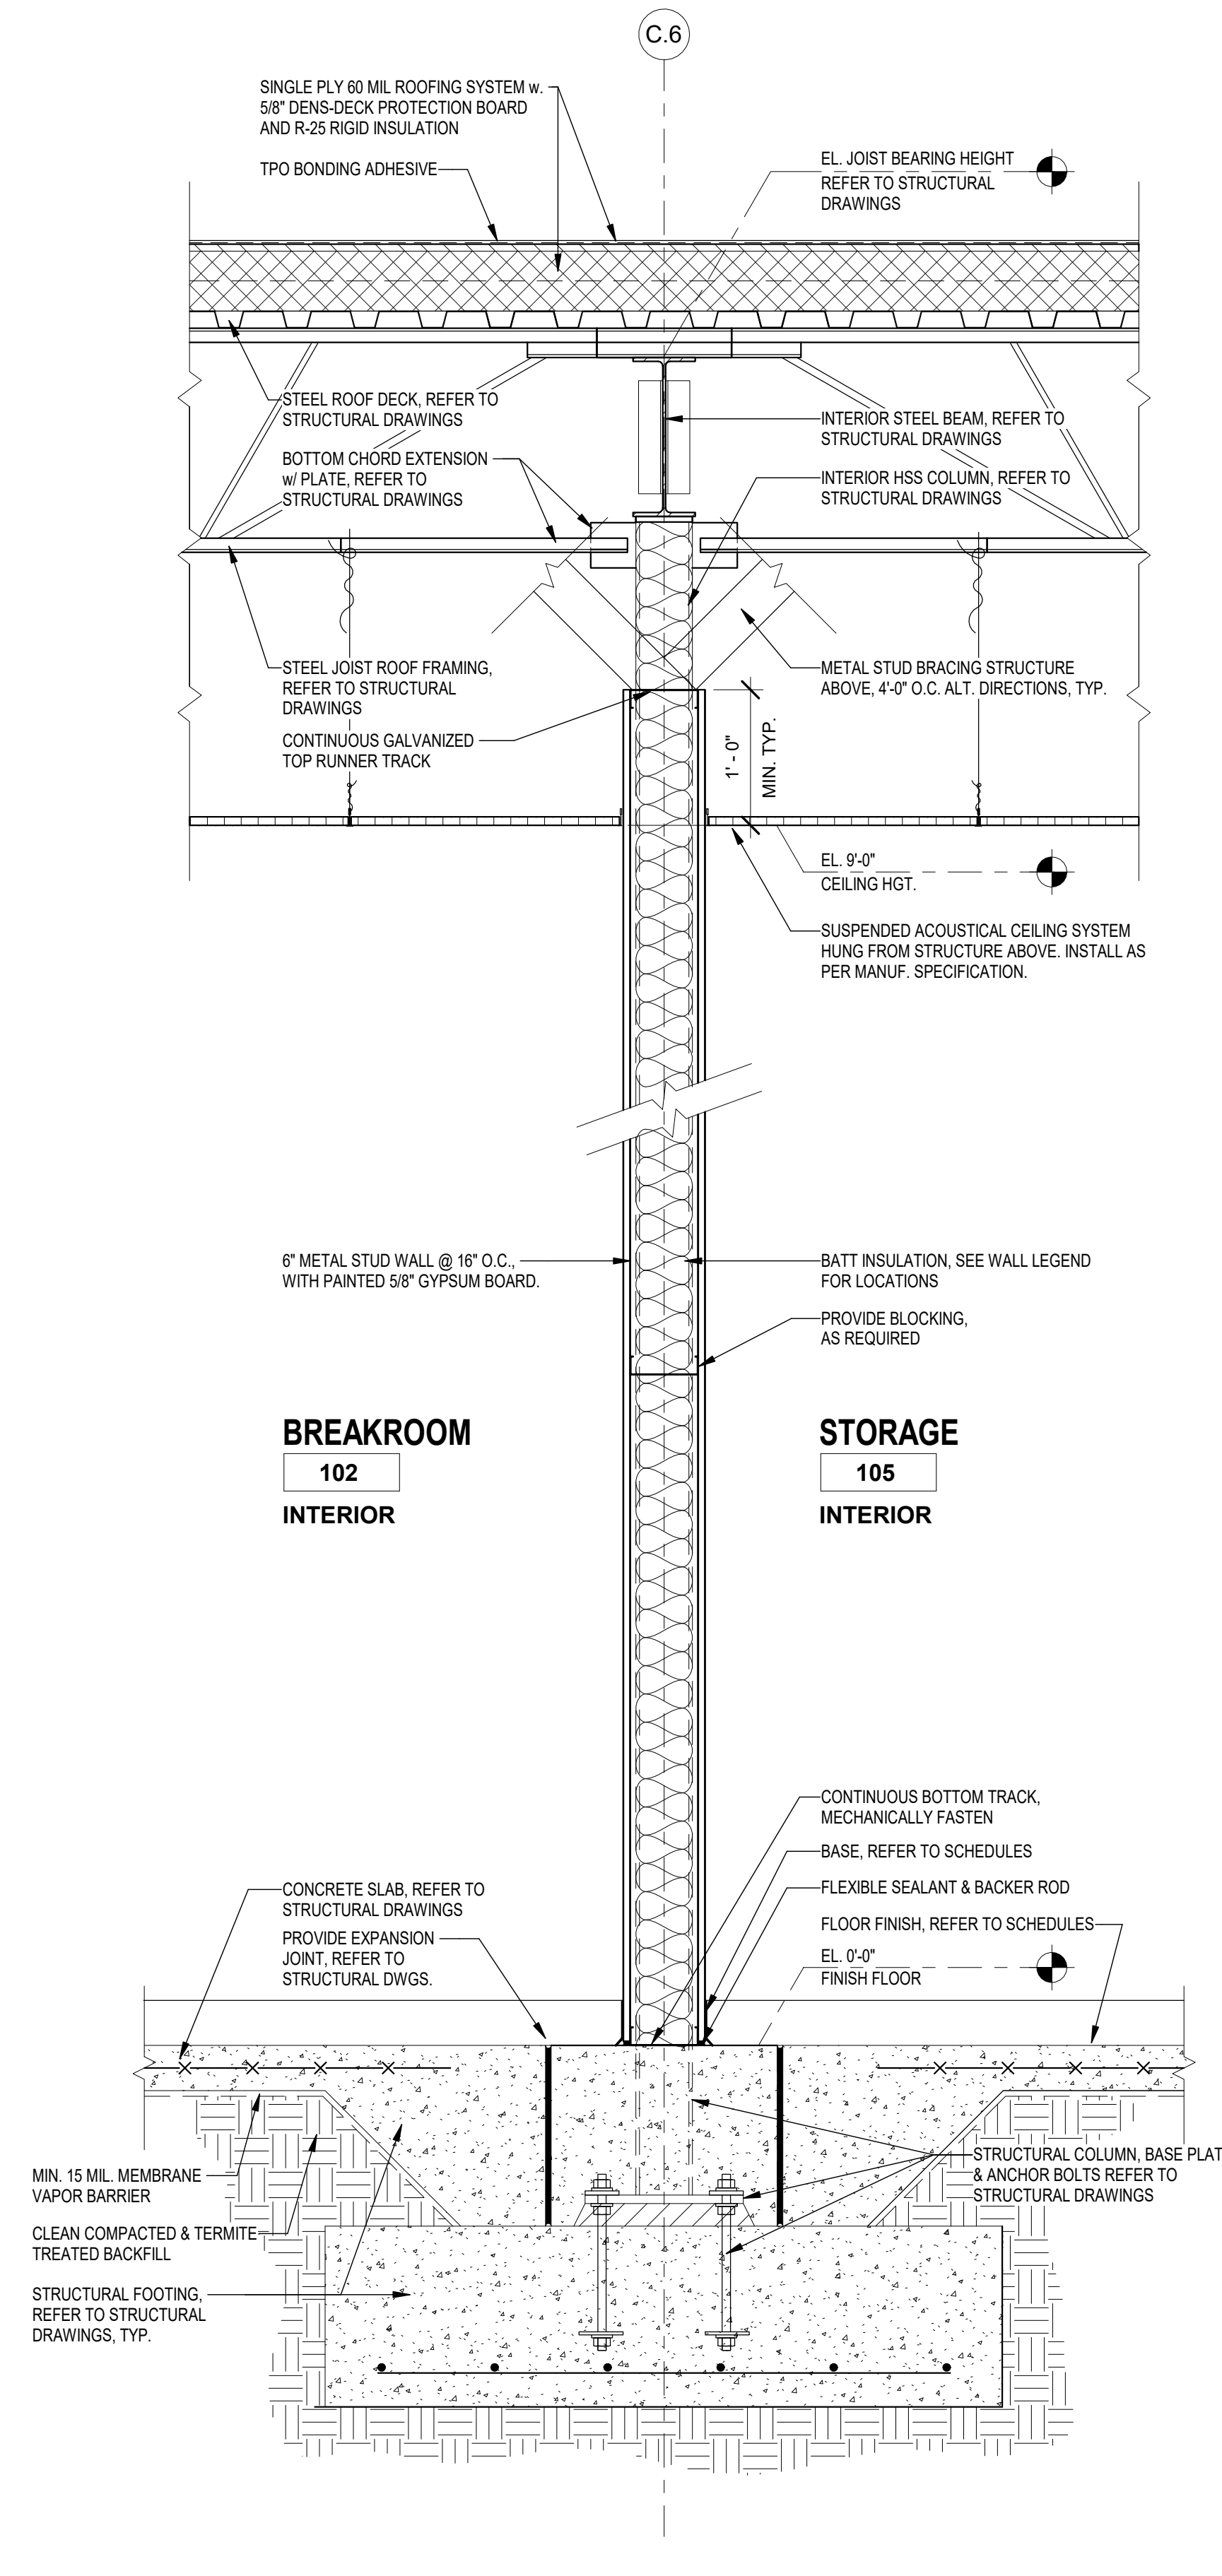 C.6
SINGLE PLY 60 MIL ROOFING SYSTEM w.
5/8" DENS-DECK PROTECTION BOARD
AND R-25 RIGID INSULATION
TPO BONDING ADHESIVE
EL. JOIST BEARING HEIGHT
REFER TO STRUCTURAL
DRAWINGS
STEEL ROOF DECK, REFER TO
STRUCTURAL DRAWINGS
BOTTOM CHORD EXTENSION
w/ PLATE, REFER TO
STRUCTURAL DRAWINGS
INTERIOR STEEL BEAM, REFER TO
STRUCTURAL DRAWINGS
INTERIOR HSS COLUMN, REFER TO
STRUCTURAL DRAWINGS
STEEL JOIST ROOF FRAMING,
REFER TO STRUCTURAL
DRAWINGS
CONTINUOUS GALVANIZED
TOP RUNNER TRACK
METAL STUD BRACING STRUCTURE
ABOVE, 4'-0" O.C. ALT. DIRECTIONS, TYP.
1' - 0"
MIN. TYP.
EL. 9'-0"
CEILING HGT.
SUSPENDED ACOUSTICAL CEILING SYSTEM
HUNG FROM STRUCTURE ABOVE. INSTALL AS
PER MANUF. SPECIFICATION.
6" METAL STUD WALL @ 16" O.C.,
WITH PAINTED 5/8" GYPSUM BOARD.
BATT INSULATION, SEE WALL LEGEND
FOR LOCATIONS
PROVIDE BLOCKING,
AS REQUIRED
BREAKROOM
102
INTERIOR
STORAGE
105
INTERIOR
CONTINUOUS BOTTOM TRACK,
MECHANICALLY FASTEN
BASE, REFER TO SCHEDULES
FLEXIBLE SEALANT & BACKER ROD
FLOOR FINISH, REFER TO SCHEDULES
EL. 0'-0"
FINISH FLOOR
CONCRETE SLAB, REFER TO
STRUCTURAL DRAWINGS
PROVIDE EXPANSION
JOINT, REFER TO
STRUCTURAL DWGS.
MIN. 15 MIL. MEMBRANE
VAPOR BARRIER
CLEAN COMPACTED & TERMITE
TREATED BACKFILL
STRUCTURAL FOOTING,
REFER TO STRUCTURAL
DRAWINGS, TYP.
STRUCTURAL COLUMN, BASE PLAT
& ANCHOR BOLTS REFER TO
STRUCTURAL DRAWINGS